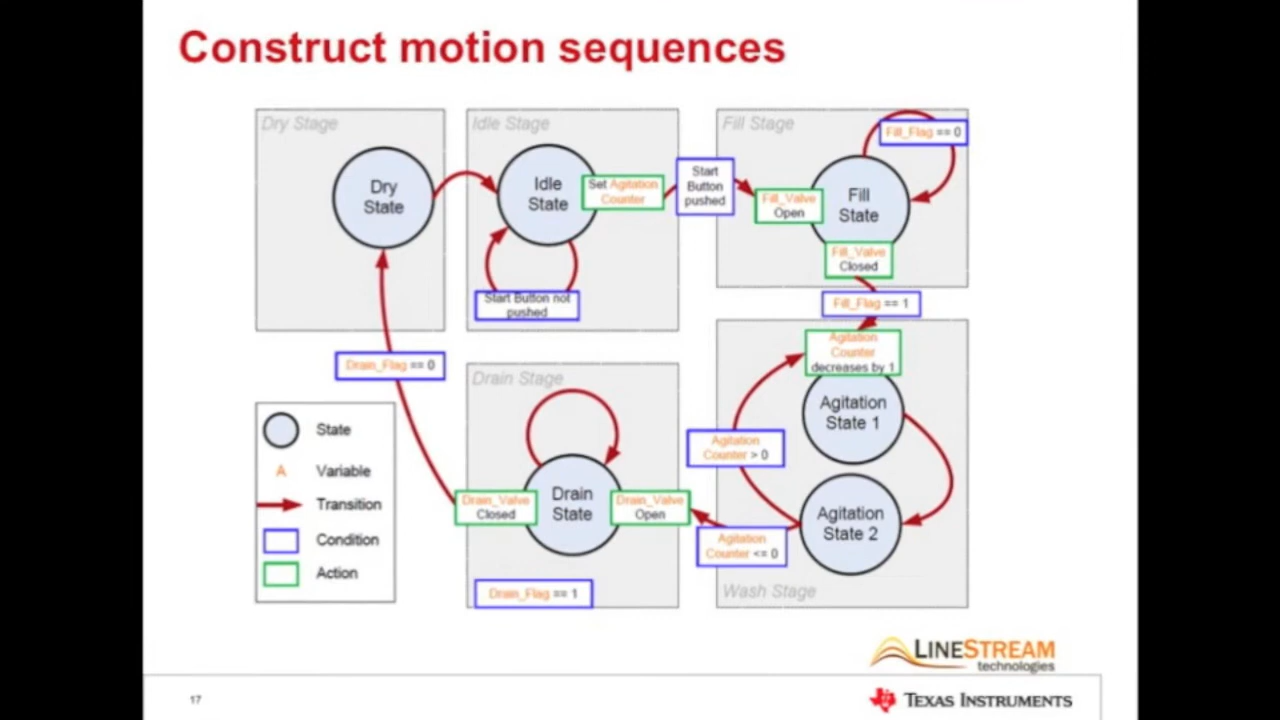 Construct motion sequences
Dry Stage
Dry
State
Idle Stage
Idle
State
Set Agitation
Counter
Start Button not
pushed
Start
Button
pushed
Fill Stage
Fill_Flag == 0
Fill_Valve
Open
Fill
State
Fill_Valve
Closed
Fill_Flag == 1
Agitation
Counter
decreases by 1
Agitation
State 1
Agitation
Counter > 0
Agitation
State 2
Agitation
Counter <= 0
Wash Stage
Drain Stage
Drain_Valve
Closed
Drain
State
Drain_Valve
Open
Drain_Flag == 1
Drain_Flag == 0
State
A Variable
Transition
Condition
Action
LINESTREAM
technologies
17
TEXAS INSTRUMENTS